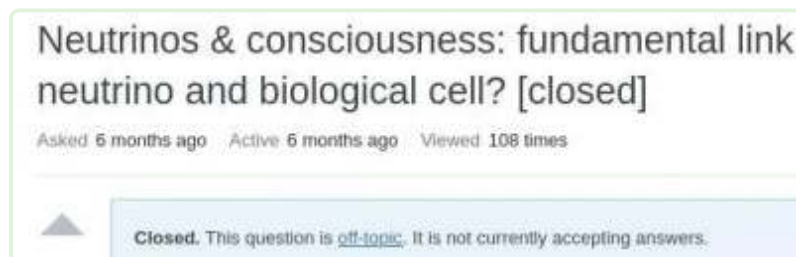 Neutrinos & consciousness: fundamental link
neutrino and biological cell? [closed]
Asked 6 months ago Active 6 months ago Viewed 108 times
Closed. This question is off-topic. It is not currently accepting answers.